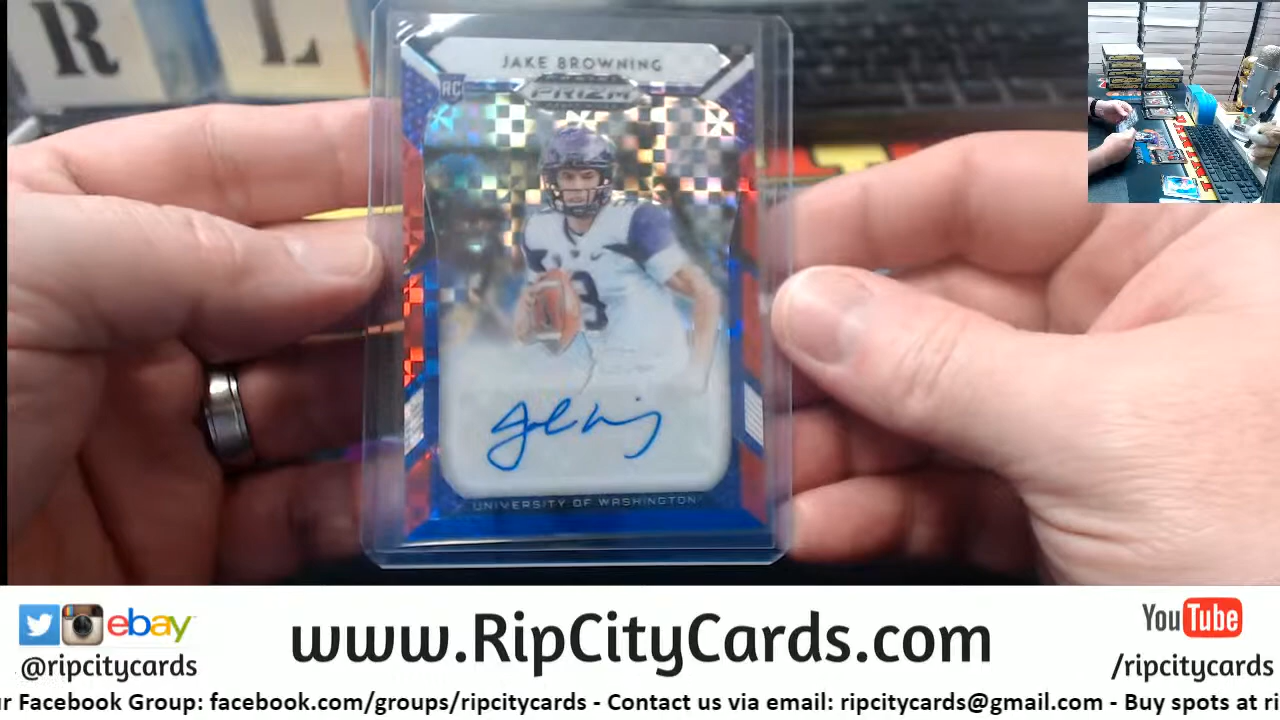 R L
JAKE BROWNING
RC
PRIZM
3
UNIVERSITY OF WASHINGTON
ebay
@ripcitycards
www.RipCityCards.com
YouTube
/ripcitycards
r Facebook Group: facebook.com/groups/ripcitycards - Contact us via email: ripcitycards@gmail.com - Buy spots at ri